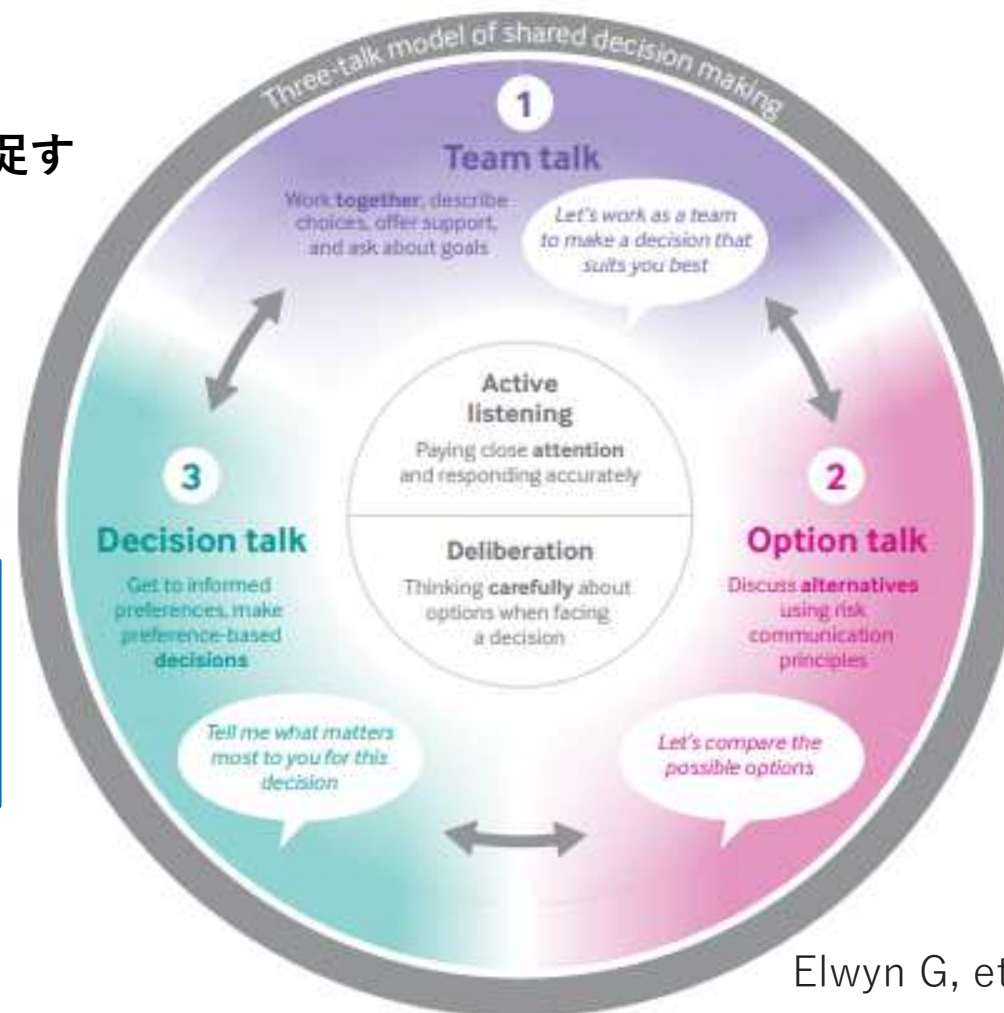 足す
Three-talk model of shared decision making
1
Team talk
Work together, describe
choices, offer support,
and ask about goals
Let's work as a team
to make a decision that
suits you best
Active
listening
Paying close attention
and responding accurately
Deliberation
Thinking carefully about
options when facing
a decision
3
Decision talk
Get to informed
preferences, make
preference-based
decisions
Tell me what matters
most to you for this
decision
2
Option talk
Discuss alternatives
using risk
communication
principles
Let's compare the
possible options
Elwyn G, et